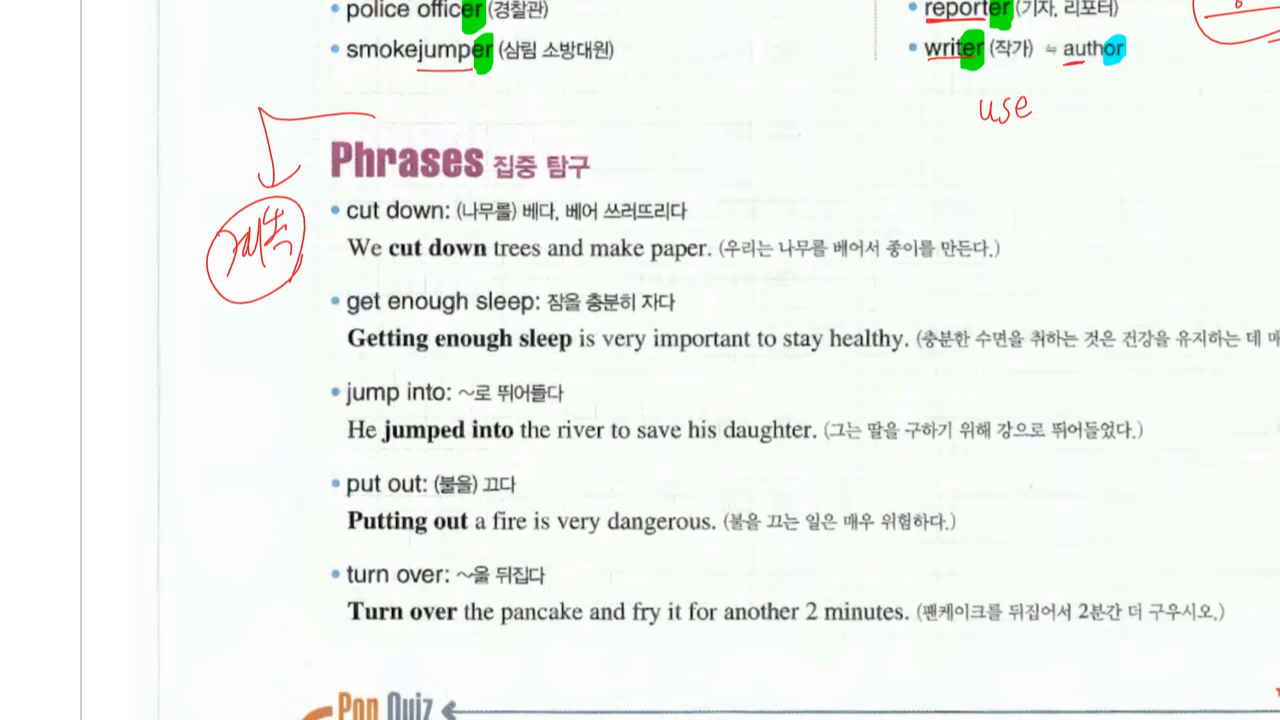 • police officer (경찰관)
• smokejumper (삼림 소방대원)
• reporter (기자, 리포터)
• writer (작가) ≒ author
use
Phrases 집중 탐구
계속
• cut down: (나무를) 베다, 베어 쓰러뜨리다
We cut down trees and make paper. (우리는 나무를 베어서 종이를 만든다.)
• get enough sleep: 잠을 충분히 자다
Getting enough sleep is very important to stay healthy. (충분한 수면을 취하는 것은 건강을 유지하는 데 매
• jump into: ~로 뛰어들다
He jumped into the river to save his daughter. (그는 딸을 구하기 위해 강으로 뛰어들었다.)
• put out: (불을) 끄다
Putting out a fire is very dangerous. (불을 끄는 일은 매우 위험하다.)
• turn over: ~을 뒤집다
Turn over the pancake and fry it for another 2 minutes. (팬케이크를 뒤집어서 2분간 더 구우시오.)
Pop Quiz